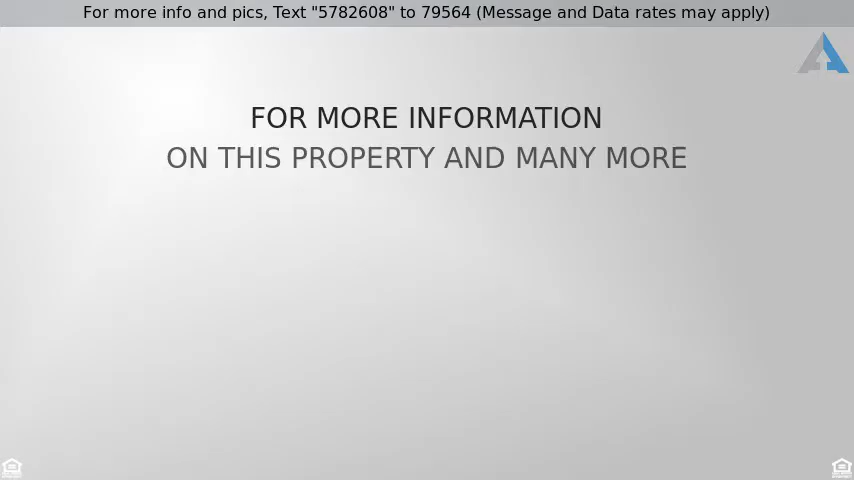 For more info and pics, Text "5782608" to 79564 (Message and Data rates may apply)
FOR MORE INFORMATION
ON THIS PROPERTY AND MANY MORE